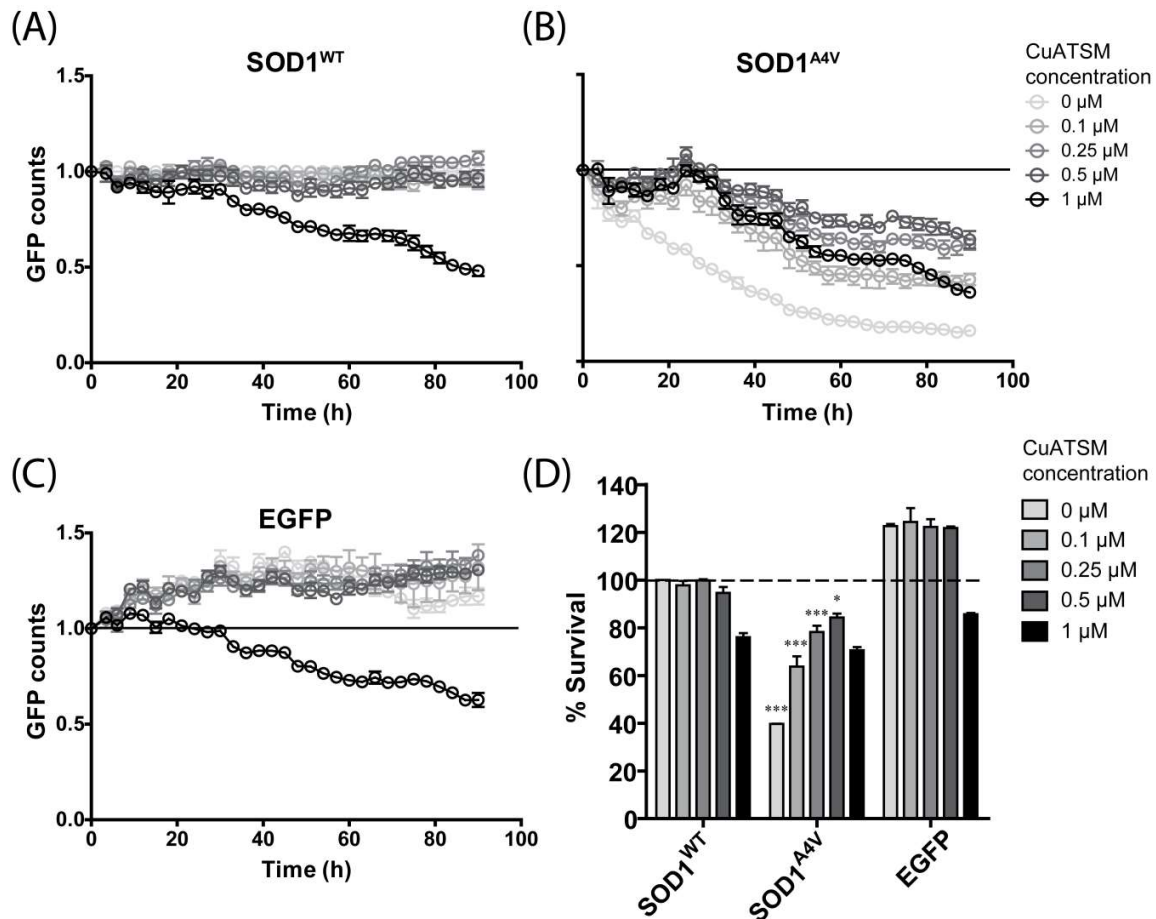 (A)
SOD1WT
GFP counts
1.5
1.0
0.5
0.0
0 20 40 60 80 100
Time (h)
(B)
SOD1A4V
0 20 40 60 80 100
Time (h)
CuATSM
concentration
0 µM
0.1 µM
0.25 µM
0.5 µM
1 µM
(C)
EGFP
GFP counts
1.5
1.0
0.5
0.0
0 20 40 60 80 100
Time (h)
(D)
% Survival
140
120
100
80
60
40
20
0
***
***
***
*
SOD1WT
SOD1A4V
EGFP
CuATSM
concentration
0 µM
0.1 µM
0.25 µM
0.5 µM
1 µM